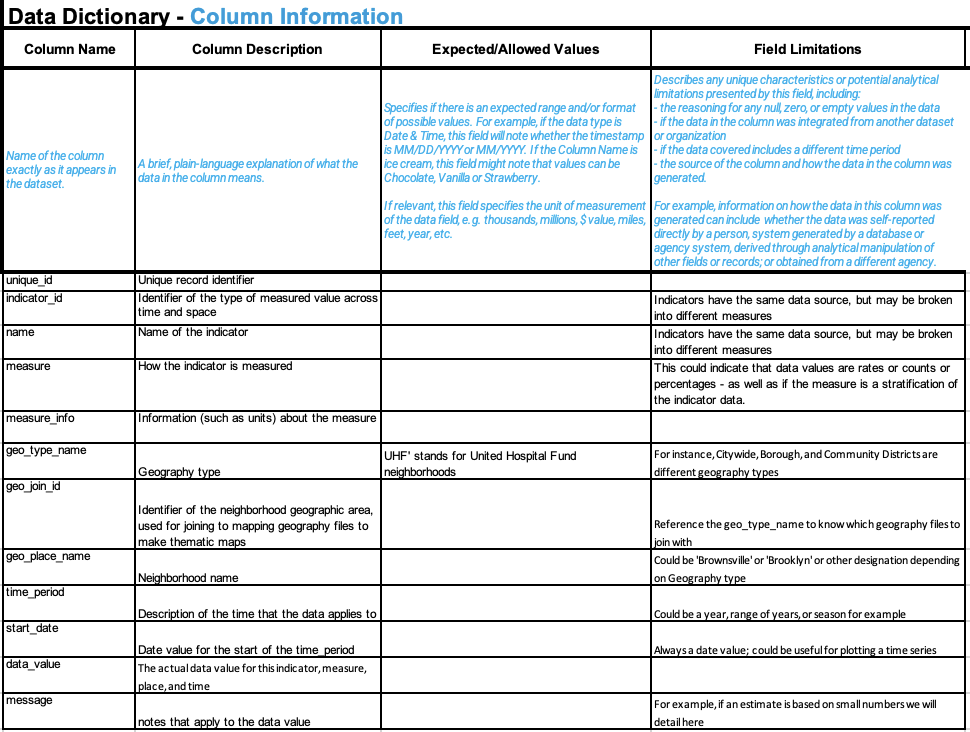 Data Dictionary - Column Information
Column Name
Column Description
Expected/Allowed Values
Field Limitations
Name of the column
exactly as it appears in
the dataset.
A brief, plain-language explanation of what the
data in the column means.
Specifies if there is an expected range and/or format
of possible values. For example, if the data type is
Date & Time, this field will note whether the timestamp
is MM/DD/YYYY or MM/YYYY. If the Column Name is
ice cream, this field might note that values can be
Chocolate, Vanilla or Strawberry.
If relevant, this field specifies the unit of measurement
of the data field, e.g. thousands, millions, $ value, miles,
feet, year, etc.
Describes any unique characteristics or potential analytical
limitations presented by this field, including:
- the reasoning for any null, zero, or empty values in the data
- if the data in the column was integrated from another dataset
or organization
- if the data covered includes a different time period
- the source of the column and how the data in the column was
generated.
For example, information on how the data in this column was
generated can include whether the data was self-reported
directly by a person, system generated by a database or
agency system, derived through analytical manipulation of
other fields or records; or obtained from a different agency.
unique_id
Unique record identifier
indicator_id
Identifier of the type of measured value across
time and space
Indicators have the same data source, but may be broken
into different measures
name
Name of the indicator
Indicators have the same data source, but may be broken
into different measures
measure
How the indicator is measured
This could indicate that data values are rates or counts or
percentages - as well as if the measure is a stratification of
the indicator data.
measure_info
Information (such as units) about the measure
geo_type_name
Geography type
UHF' stands for United Hospital Fund
neighborhoods
For instance, Citywide, Borough, and Community Districts are
different geography types
geo_join_id
Identifier of the neighborhood geographic area,
used for joining to mapping geography files to
make thematic maps
Reference the geo_type_name to know which geography files to
join with
geo_place_name
Neighborhood name
Could be 'Brownsville' or 'Brooklyn' or other designation depending
on Geography type
time_period
Description of the time that the data applies to
Could be a year, range of years, or season for example
start_date
Date value for the start of the time_period
Always a date value; could be useful for plotting a time series
data_value
The actual data value for this indicator, measure,
place, and time
message
notes that apply to the data value
For example, if an estimate is based on small numbers we will
detail here